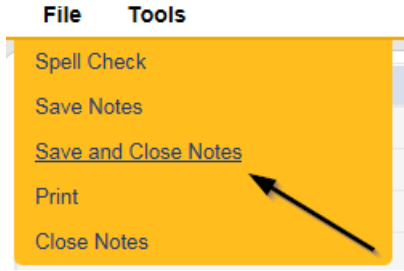 File Tools
Spell Check
Save Notes
Save and Close Notes
Print
Close Notes